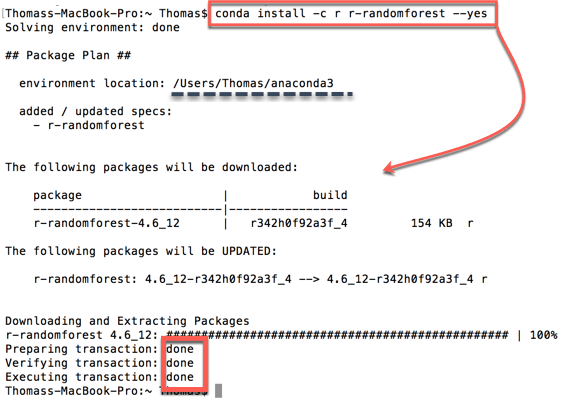 [Thomass-MacBook-Pro:~ Thomas$ conda install -c r r-randomforest --yes
Solving environment: done
## Package Plan ##
environment location: /Users/Thomas/anaconda3
added / updated specs:
- r-randomforest
The following packages will be downloaded:
package | build
---------------------------|-----------------
r-randomforest-4.6_12 | r342h0f92a3f_4 154 KB r
The following packages will be UPDATED:
r-randomforest: 4.6_12-r342h0f92a3f_4 --> 4.6_12-r342h0f92a3f_4 r
Downloading and Extracting Packages
r-randomforest 4.6_12: ################################################# | 100%
Preparing transaction: done
Verifying transaction: done
Executing transaction: done
Thomass-MacBook-Pro:~ Thomas$